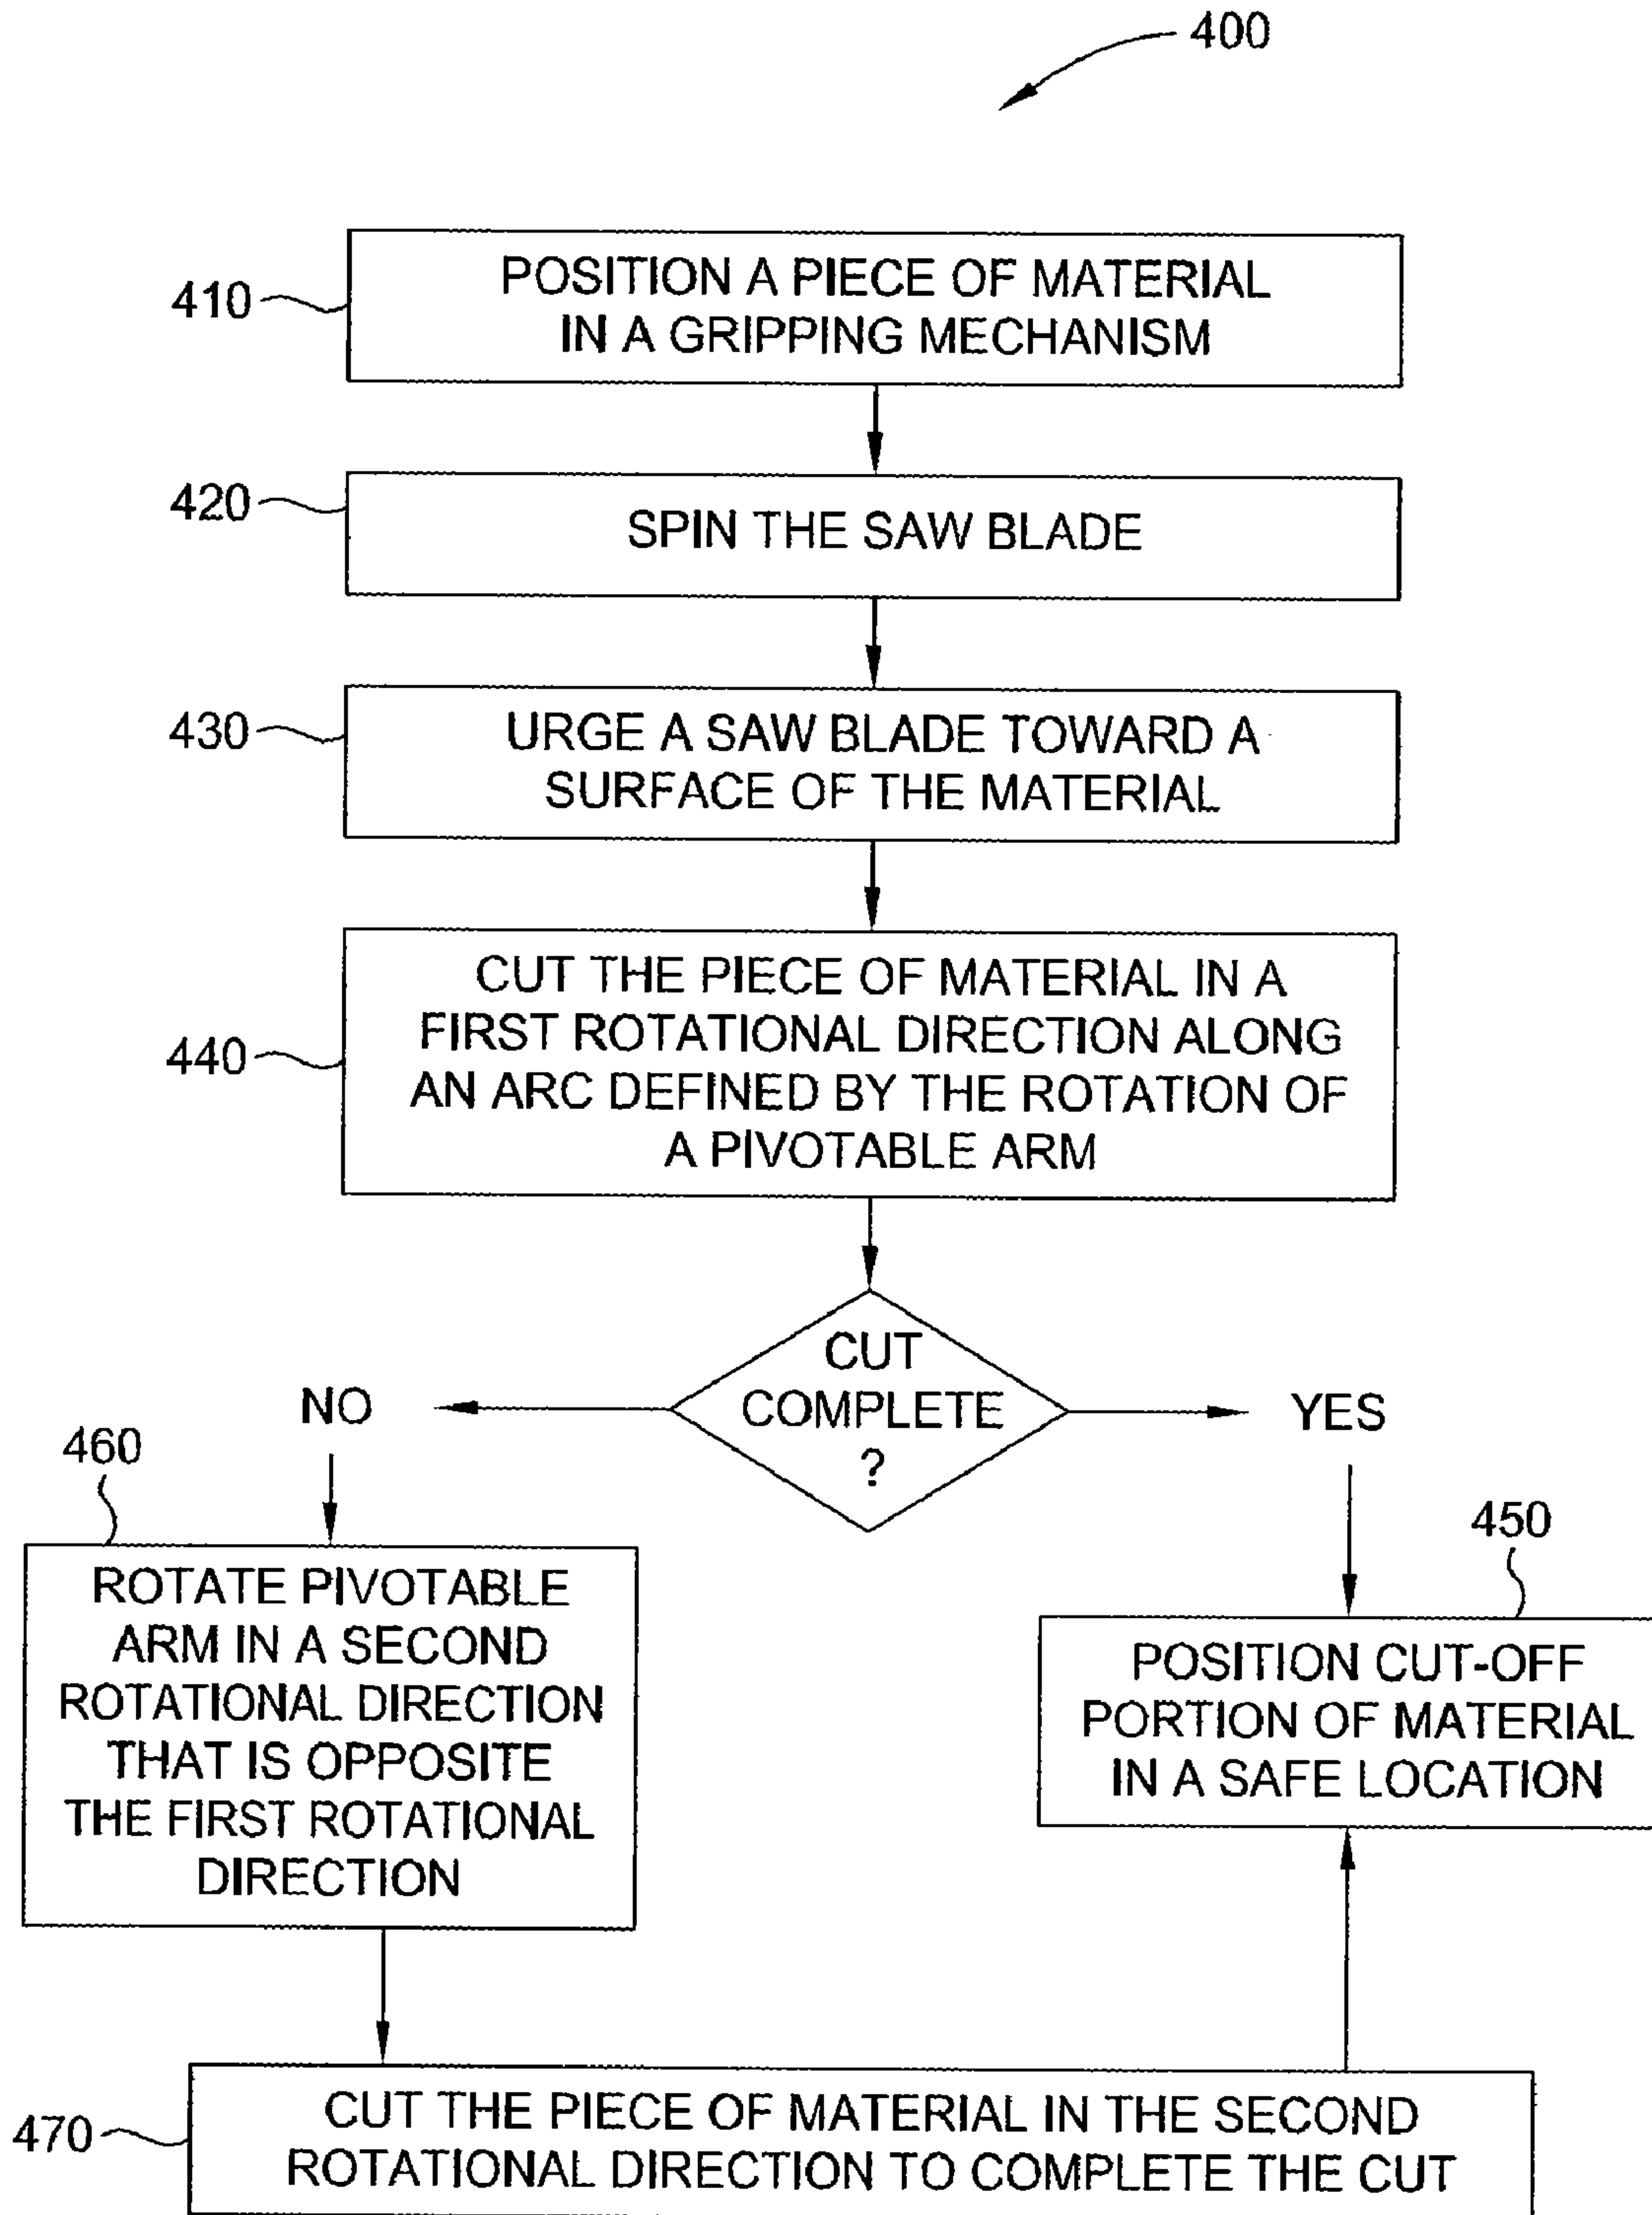 400
410
POSITION A PIECE OF MATERIAL
IN A GRIPPING MECHANISM
420
SPIN THE SAW BLADE
430
URGE A SAW BLADE TOWARD A
SURFACE OF THE MATERIAL
440
CUT THE PIECE OF MATERIAL IN A
FIRST ROTATIONAL DIRECTION ALONG
AN ARC DEFINED BY THE ROTATION OF
A PIVOTABLE ARM
CUT
COMPLETE
?
NO
YES
460
ROTATE PIVOTABLE
ARM IN A SECOND
ROTATIONAL DIRECTION
THAT IS OPPOSITE
THE FIRST ROTATIONAL
DIRECTION
450
POSITION CUT-OFF
PORTION OF MATERIAL
IN A SAFE LOCATION
470
CUT THE PIECE OF MATERIAL IN THE SECOND
ROTATIONAL DIRECTION TO COMPLETE THE CUT